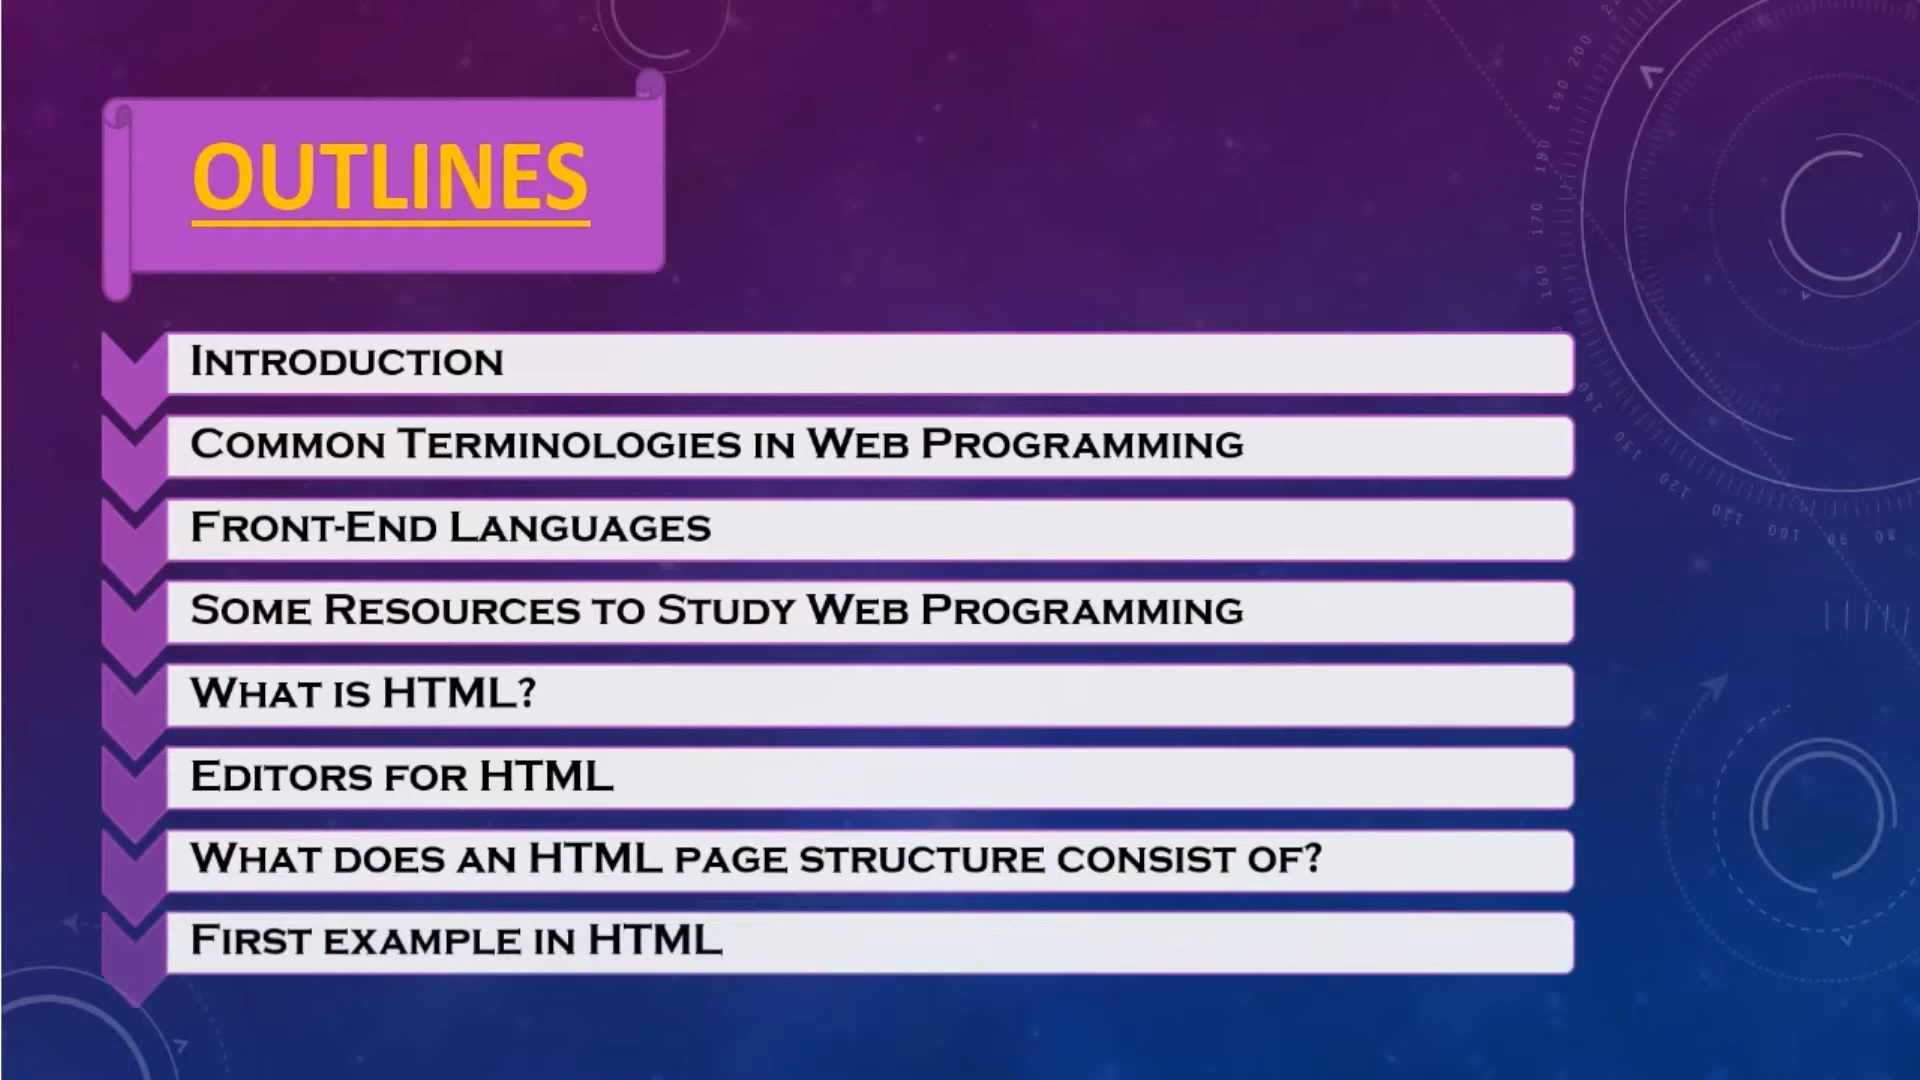 OUTLINES
INTRODUCTION
COMMON TERMINOLOGIES IN WEB PROGRAMMING
FRONT-END LANGUAGES
SOME RESOURCES TO STUDY WEB PROGRAMMING
WHAT IS HTML?
EDITORS FOR HTML
WHAT DOES AN HTML PAGE STRUCTURE CONSIST OF?
FIRST EXAMPLE IN HTML